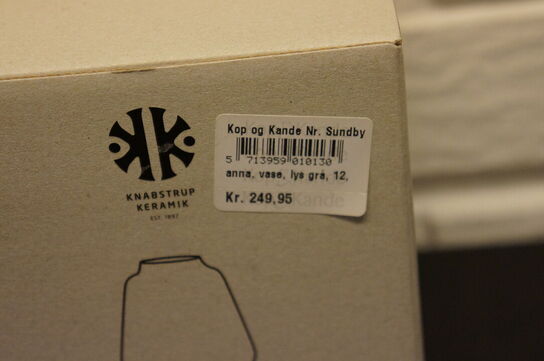 KNABSTRUP
KERAMIK
EST. 1897
Kop og Kande Nr. Sundby
5 713959 010130
anna, vase, lys grå, 12,
Kr. 249,95
Kande